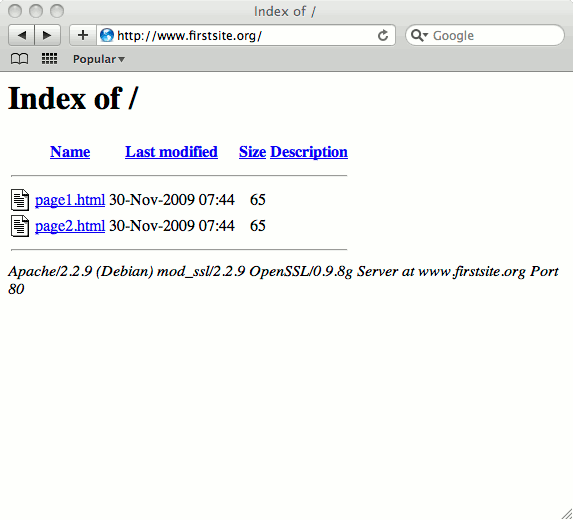 Index of /
http://www.firstsite.org/
Google
Popular
Index of /
Name Last modified Size Description
page1.html 30-Nov-2009 07:44 65
page2.html 30-Nov-2009 07:44 65
Apache/2.2.9 (Debian) mod_ssl/2.2.9 OpenSSL/0.9.8g Server at www.firstsite.org Port
80